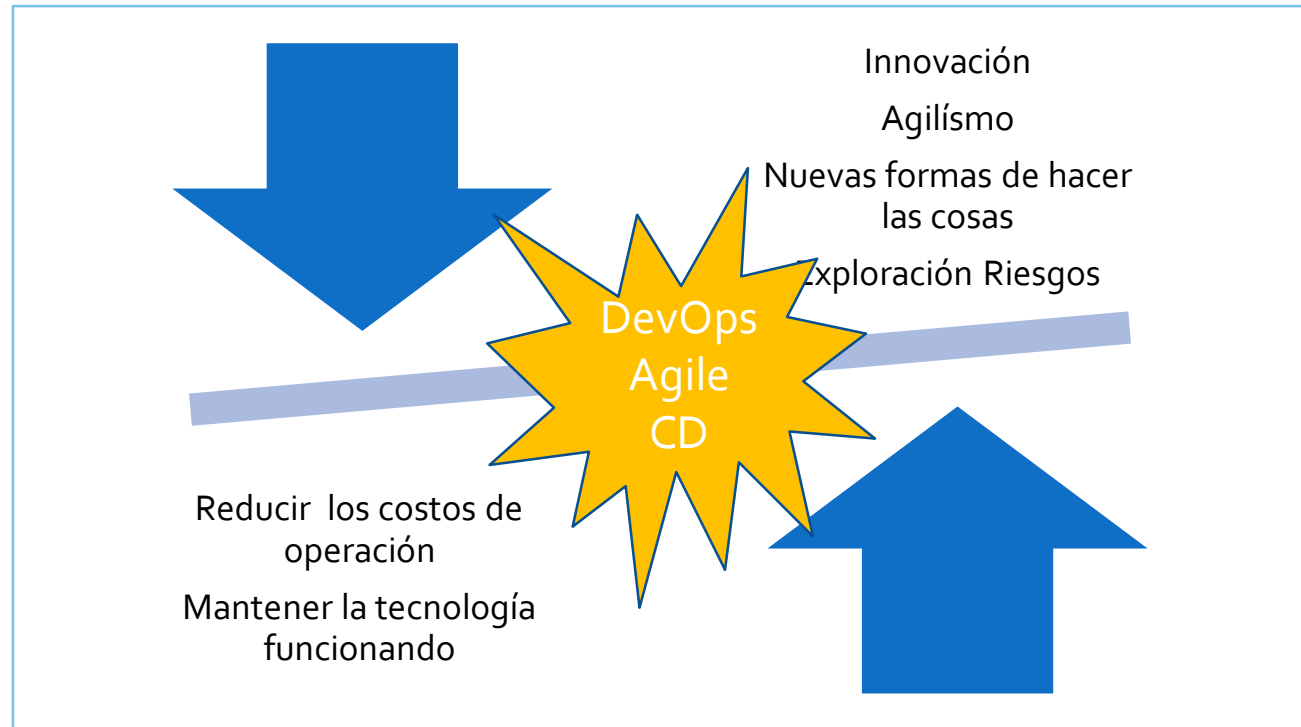 Innovación
Agilísmo
Nuevas formas de hacer
las cosas
Exploración Riesgos
DevOps
Agile
CD
Reducir  los costos de
operación
Mantener la tecnología
funcionando